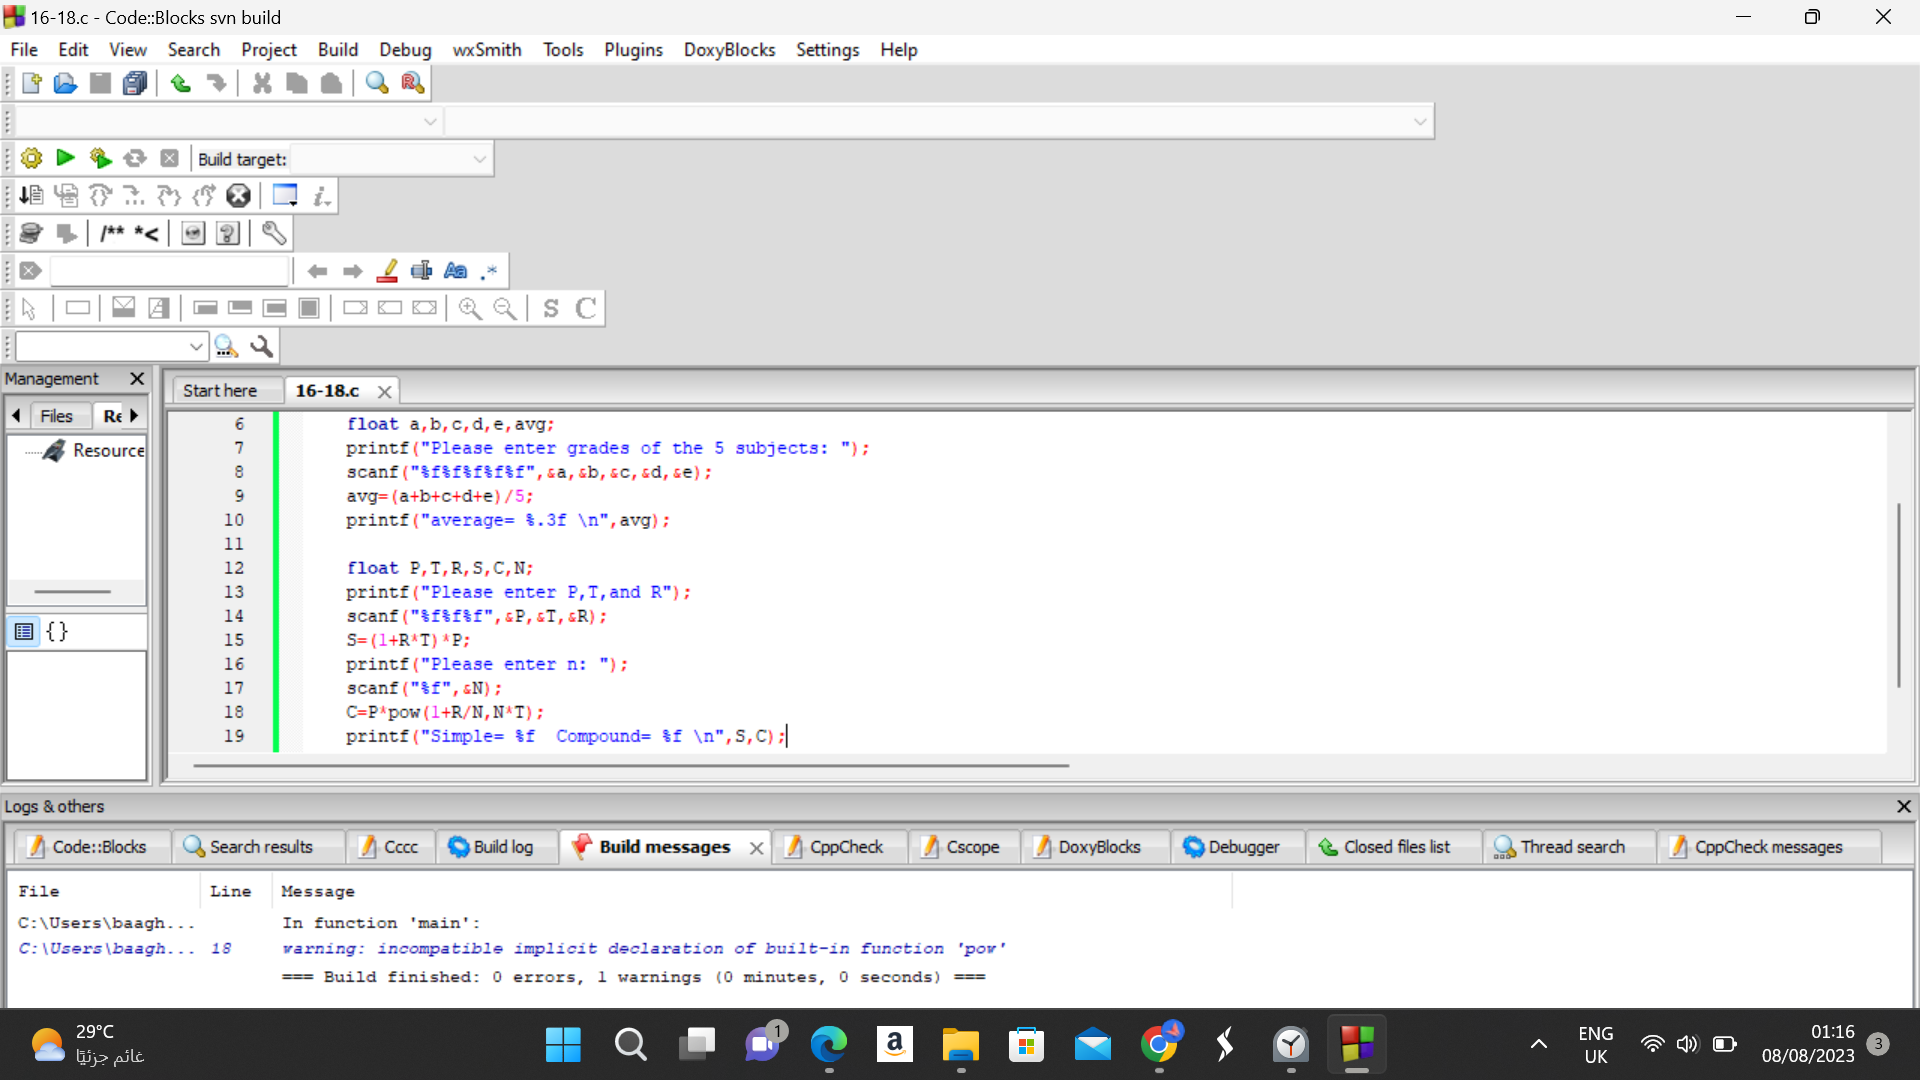 16-18.c - Code::Blocks svn build
File Edit View Search Project Build Debug wxSmith Tools Plugins DoxyBlocks Settings Help
Build target:
/** *<
Aa .*
S C
Management
Start here 16-18.c
Files Re
Resource
{}
6 float a,b,c,d,e,avg;
7 printf("Please enter grades of the 5 subjects: ");
8 scanf("%f%f%f%f%f",&a,&b,&c,&d,&e);
9 avg=(a+b+c+d+e)/5;
10 printf("average= %.3f \n",avg);
11
12 float P,T,R,S,C,N;
13 printf("Please enter P,T,and R");
14 scanf("%f%f%f",&P,&T,&R);
15 S=(1+R*T)*P;
16 printf("Please enter n: ");
17 scanf("%f",&N);
18 C=P*pow(1+R/N,N*T);
19 printf("Simple= %f  Compound= %f \n",S,C);
Logs & others
Code::Blocks Search results Cccc Build log Build messages CppCheck Cscope DoxyBlocks Debugger Closed files list Thread search CppCheck messages
File Line Message
C:\Users\baagh... In function 'main':
C:\Users\baagh... 18 warning: incompatible implicit declaration of built-in function 'pow'
=== Build finished: 0 errors, 1 warnings (0 minutes, 0 seconds) ===
29°C
غائم جزئيًا
1
a
ENG
UK
01:16
08/08/2023
3